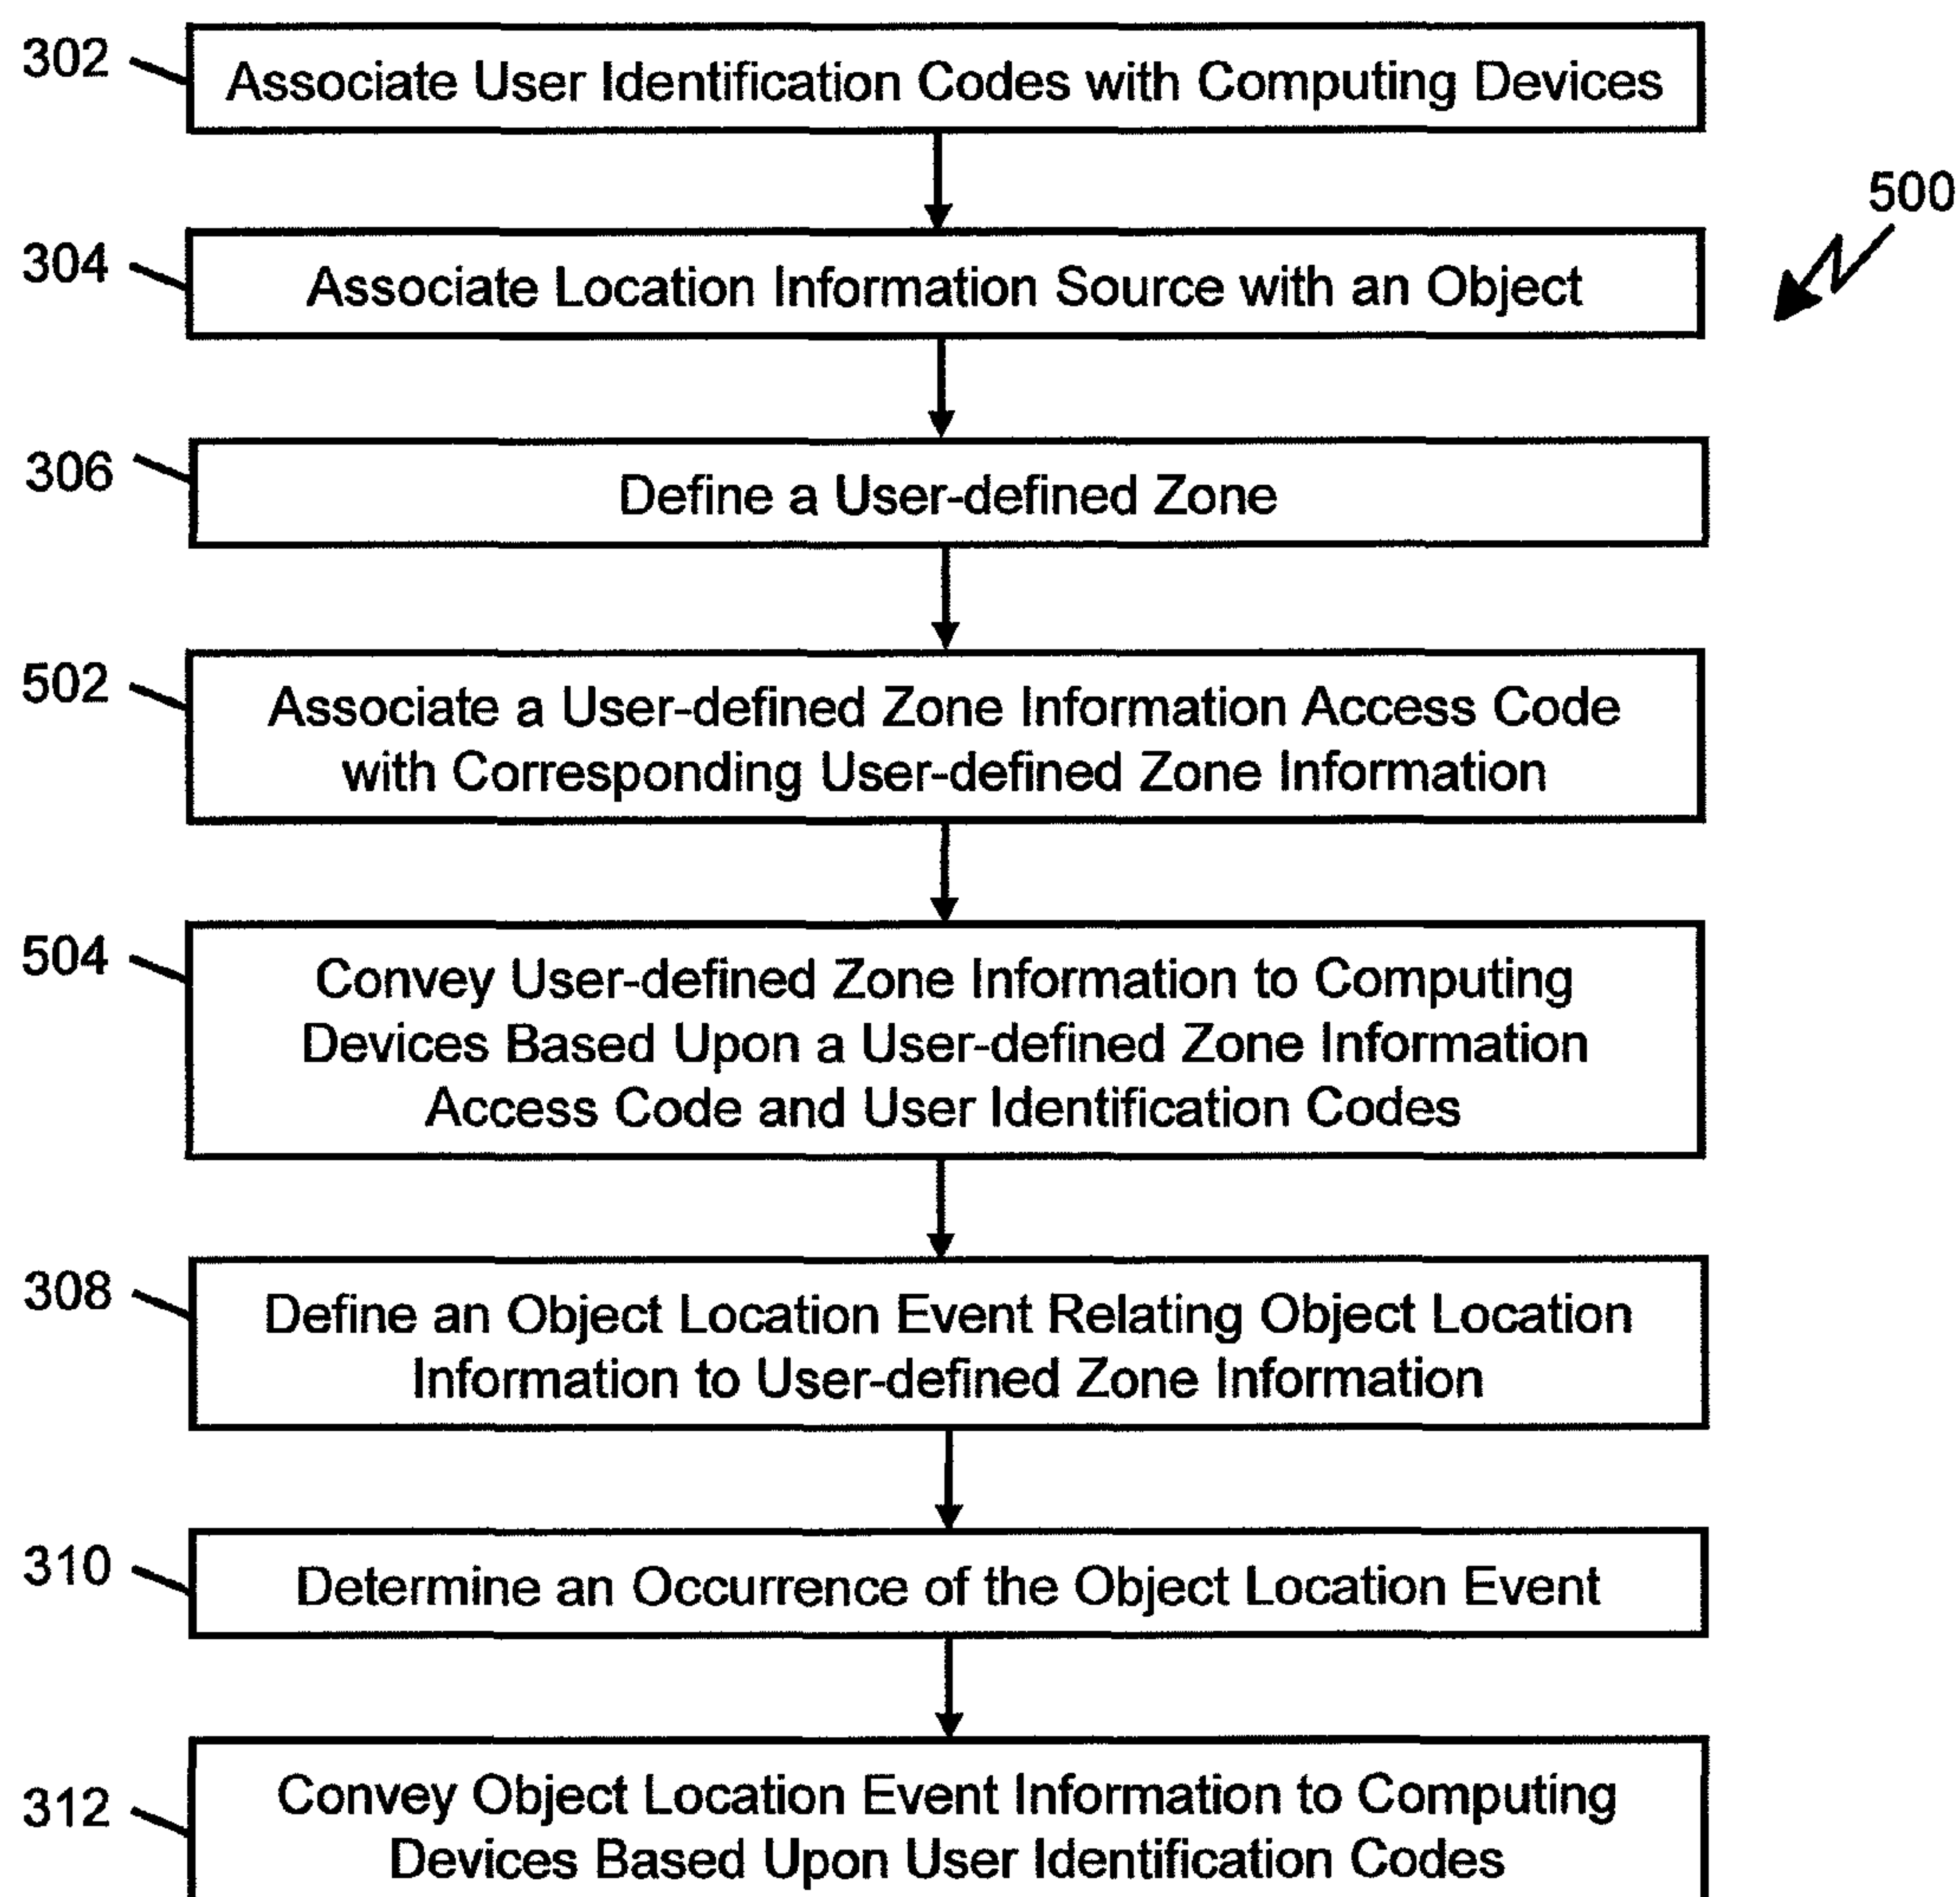 302
Associate User Identification Codes with Computing Devices
500
304
Associate Location Information Source with an Object
306
Define a User-defined Zone
502
Associate a User-defined Zone Information Access Code
with Corresponding User-defined Zone Information
504
Convey User-defined Zone Information to Computing
Devices Based Upon a User-defined Zone Information
Access Code and User Identification Codes
308
Define an Object Location Event Relating Object Location
Information to User-defined Zone Information
310
Determine an Occurrence of the Object Location Event
312
Convey Object Location Event Information to Computing
Devices Based Upon User Identification Codes